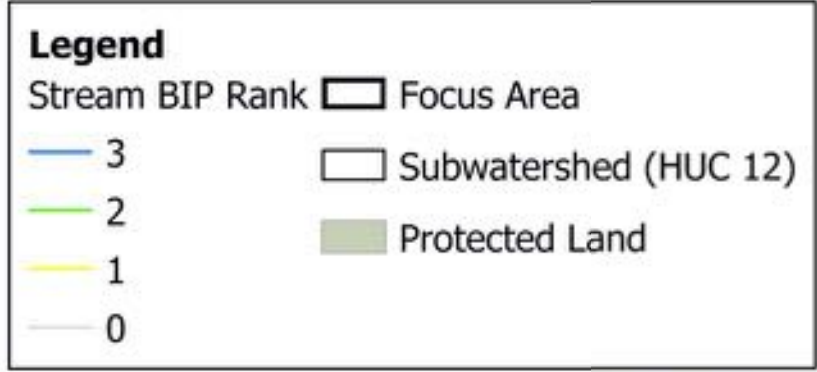 Legend
Stream BIP Rank
3
2
1
0
Focus Area
Subwatershed (HUC 12)
Protected Land